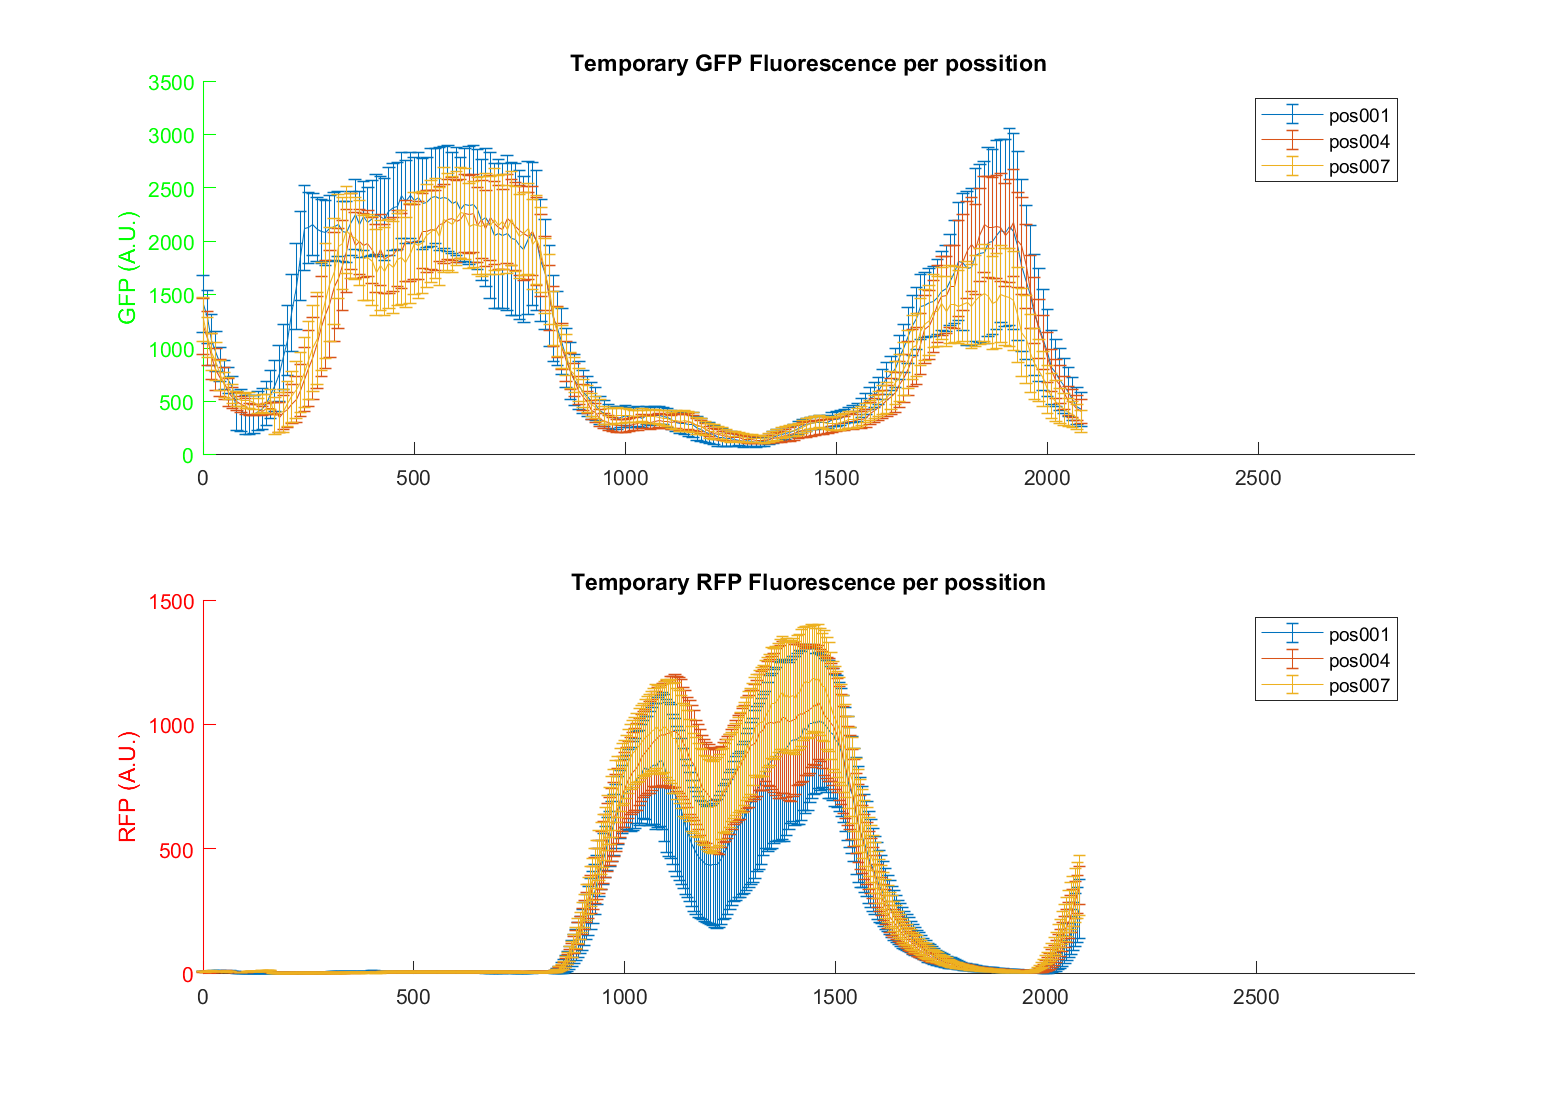 Temporary GFP Fluorescence per possition
3500
3000
2500
2000
1500
1000
500
0
GFP (A.U.)
0 500 1000 1500 2000 2500
pos001
pos004
pos007
Temporary RFP Fluorescence per possition
1500
1000
500
0
RFP (A.U.)
0 500 1000 1500 2000 2500
pos001
pos004
pos007